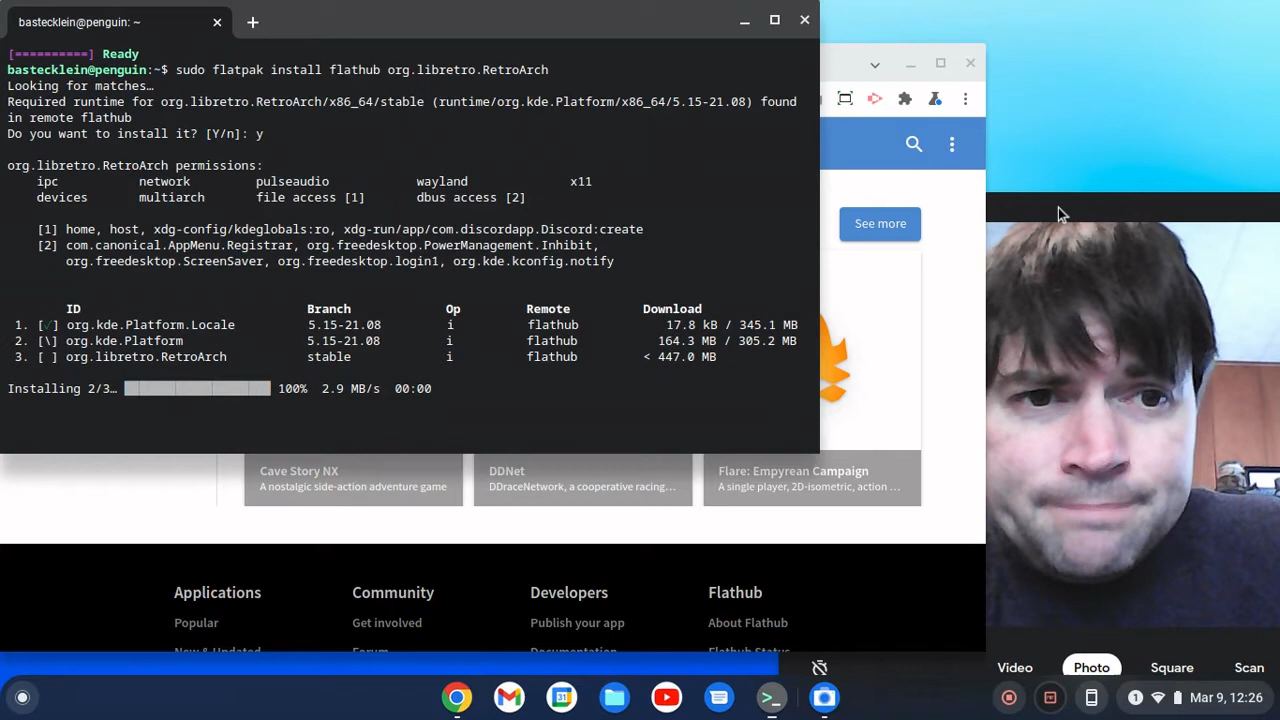 bastecklein@penguin: ~
[==========] Ready
bastecklein@penguin:~$ sudo flatpak install flathub org.libretro.RetroArch
Looking for matches…
Required runtime for org.libretro.RetroArch/x86_64/stable (runtime/org.kde.Platform/x86_64/5.15-21.08) found
in remote flathub
Do you want to install it? [Y/n]: y
org.libretro.RetroArch permissions:
ipc network pulseaudio wayland x11
devices multiarch file access [1] dbus access [2]
[1] home, host, xdg-config/kdeglobals:ro, xdg-run/app/com.discordapp.Discord:create
[2] com.canonical.AppMenu.Registrar, org.freedesktop.PowerManagement.Inhibit,
org.freedesktop.ScreenSaver, org.freedesktop.login1, org.kde.kconfig.notify
ID Branch Op Remote Download
1. [✓] org.kde.Platform.Locale 5.15-21.08 i flathub 17.8 kB / 345.1 MB
2. [\] org.kde.Platform 5.15-21.08 i flathub 164.3 MB / 305.2 MB
3. [ ] org.libretro.RetroArch stable i flathub < 447.0 MB
Installing 2/3… 100% 2.9 MB/s 00:00
See more
Cave Story NX
A nostalgic side-action adventure game
DDNet
DDraceNetwork, a cooperative racing…
Flare: Empyrean Campaign
A single player, 2D-isometric, action …
Applications Community Developers Flathub
Popular Get involved Publish your app About Flathub
New & Updated Forum Documentation Flathub Status
Video Photo Square Scan
1 Mar 9, 12:26